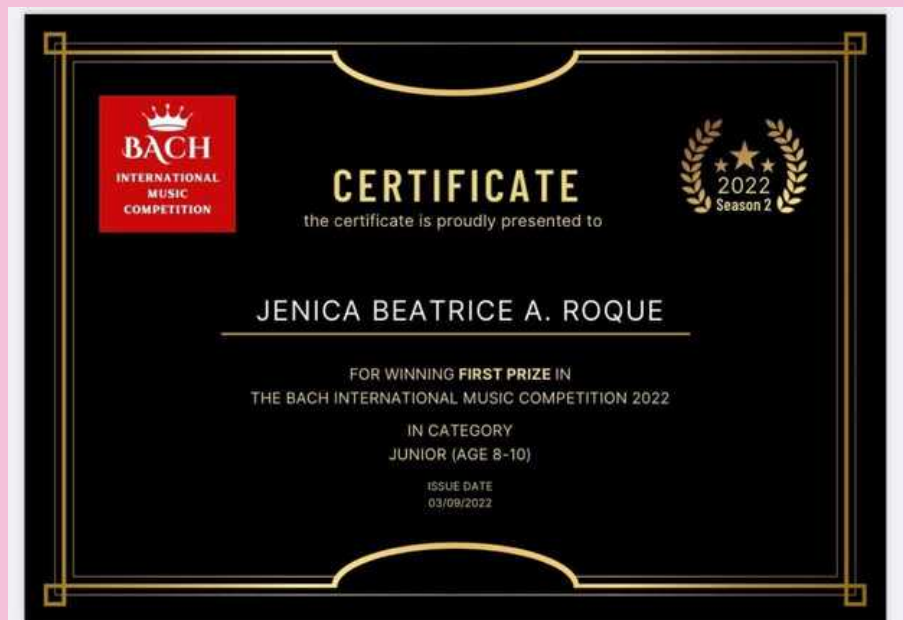 BACH
INTERNATIONAL
MUSIC
COMPETITION
CERTIFICATE
the certificate is proudly presented to
2022
Season 2
JENICA BEATRICE A. ROQUE
FOR WINNING FIRST PRIZE IN
THE BACH INTERNATIONAL MUSIC COMPETITION 2022
IN CATEGORY
JUNIOR (AGE 8-10)
ISSUE DATE
03/09/2022